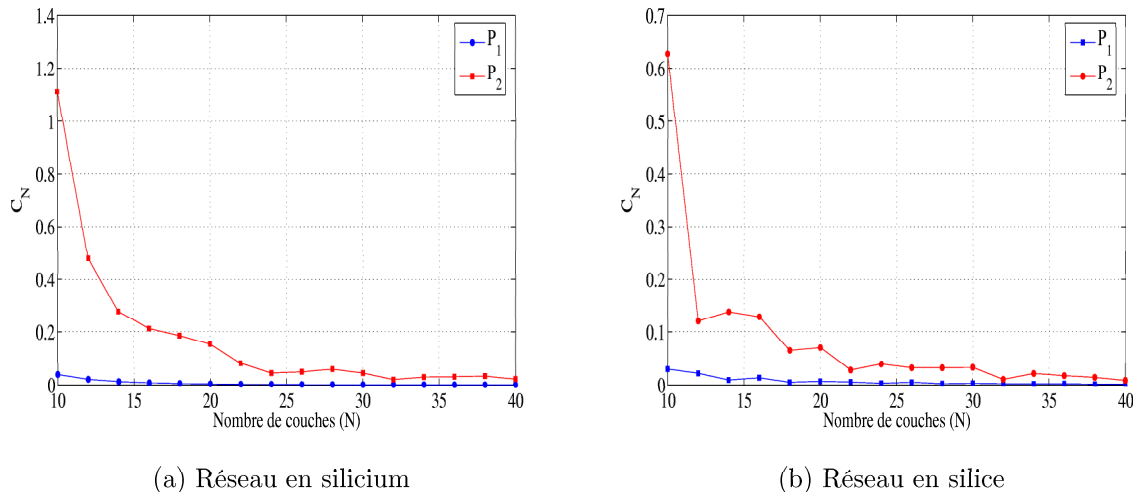 1.4
1.2
1
0.8
0.6
0.4
0.2
0
C_N
10 15 20 25 30 35 40
Nombre de couches (N)
P_1
P_2
(a) Réseau en silicium
0.7
0.6
0.5
0.4
0.3
0.2
0.1
0
C_N
10 15 20 25 30 35 40
Nombre de couches (N)
P_1
P_2
(b) Réseau en silice